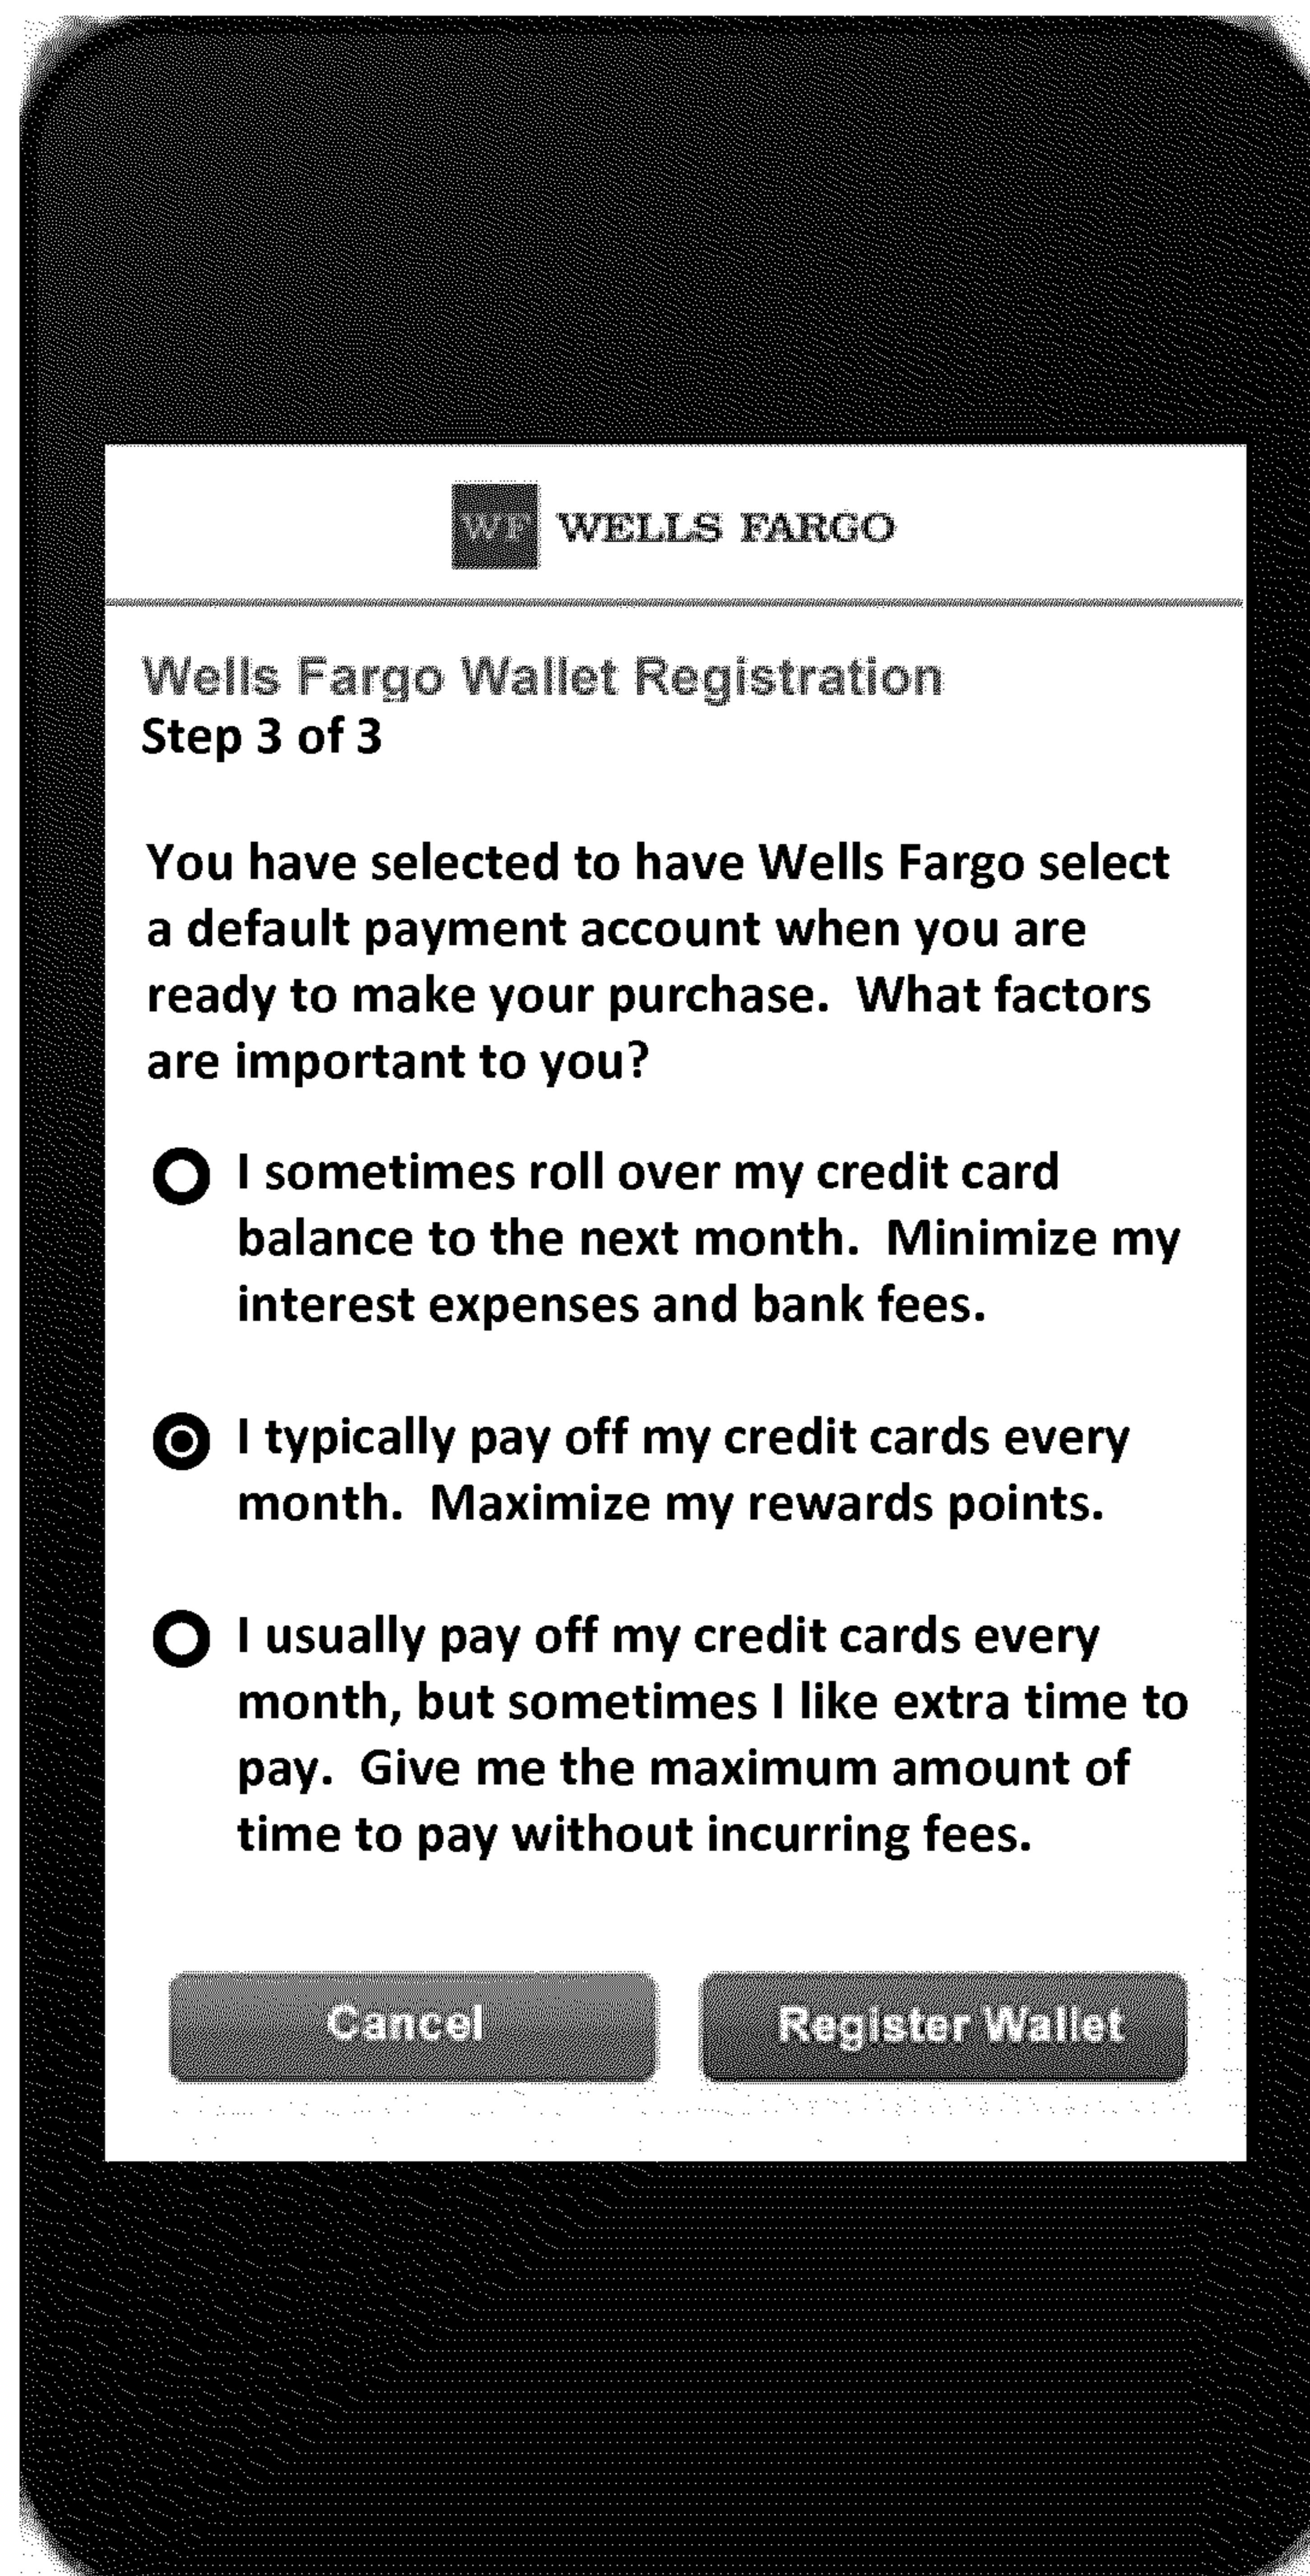 WF WELLS FARGO
Wells Fargo Wallet Registration
Step 3 of 3
You have selected to have Wells Fargo select
a default payment account when you are
ready to make your purchase.  What factors
are important to you?
I sometimes roll over my credit card
balance to the next month.  Minimize my
interest expenses and bank fees.
I typically pay off my credit cards every
month.  Maximize my rewards points.
I usually pay off my credit cards every
month, but sometimes I like extra time to
pay.  Give me the maximum amount of
time to pay without incurring fees.
Cancel Register Wallet